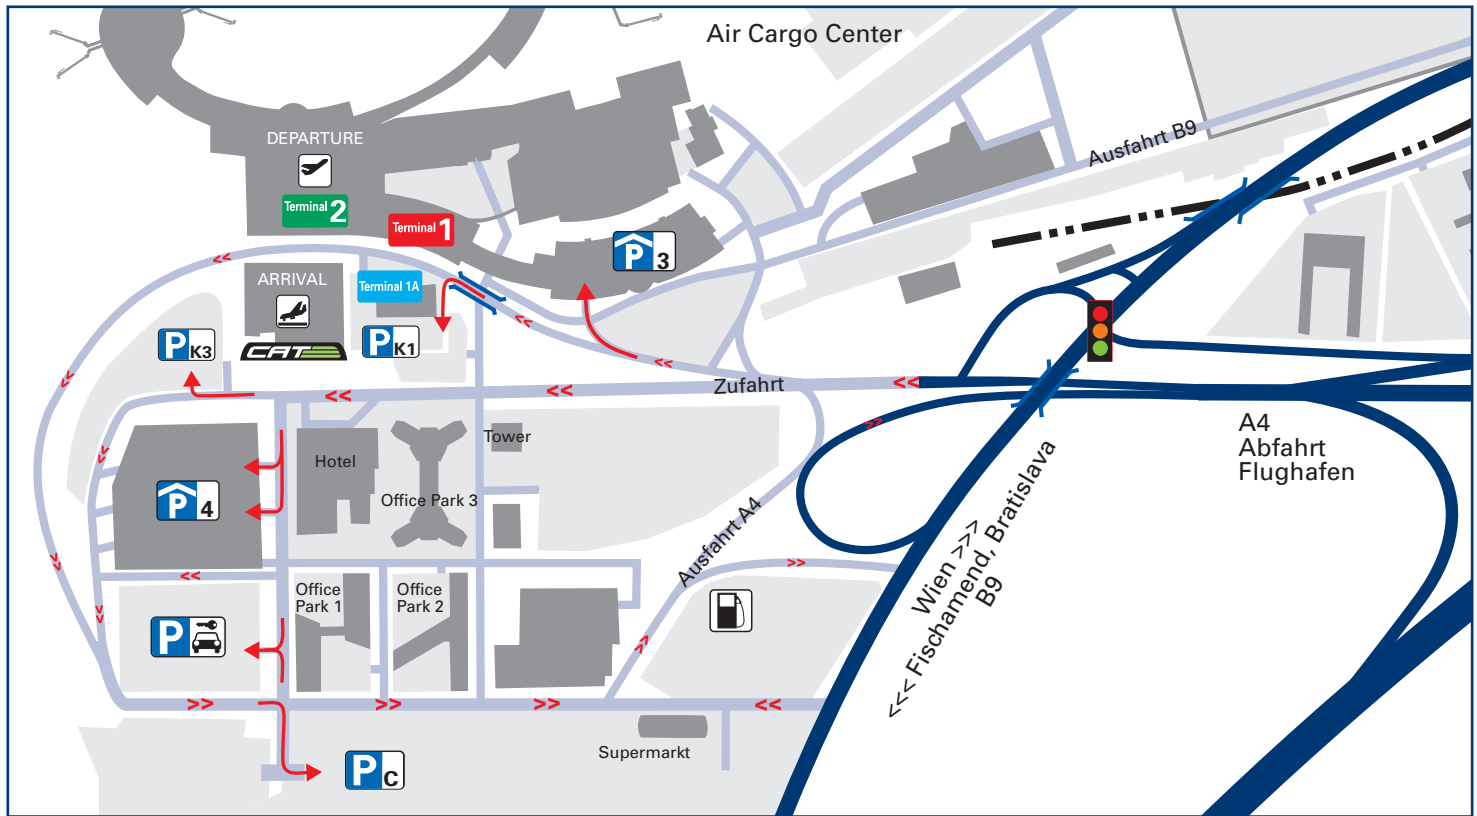 Air Cargo Center
DEPARTURE
Terminal 2
Terminal 1
Ausfahrt B9
P 3
ARRIVAL
Terminal 1A
CAT
P K3
P K1
<<
<<
<<
<<
<<
<<
<<
Zufahrt
>>
A4
Abfahrt
Flughafen
Tower
Hotel
Office Park 3
P 4
<<
<<
<<
<<
Ausfahrt A4
>>
Wien >>>
<<< Fischamend, Bratislava
B9
Office
Park 1
Office
Park 2
P
>>
>>
>>
>>
<<
Supermarkt
P C